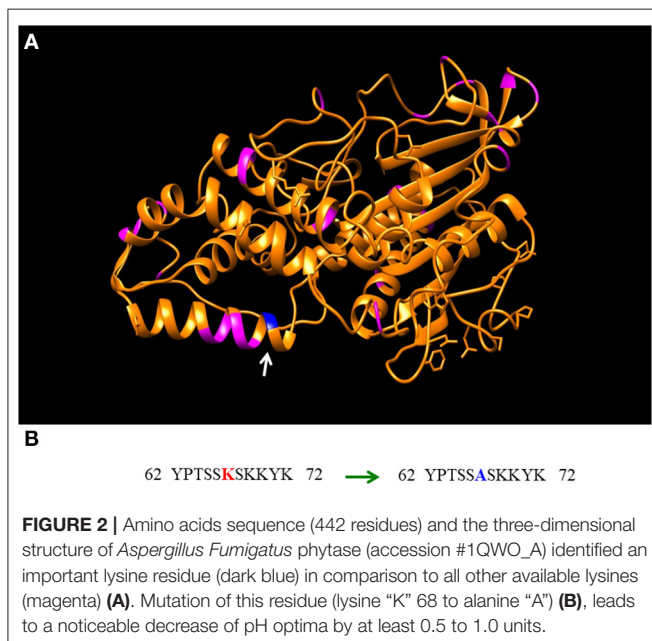 A
B
62 YPTSSKSKKYK 72 → 62 YPTSSASKKYK 72
FIGURE 2 | Amino acids sequence (442 residues) and the three-dimensional
structure of Aspergillus Fumigatus phytase (accession #1QWO_A) identified an
important lysine residue (dark blue) in comparison to all other available lysines
(magenta) (A). Mutation of this residue (lysine “K” 68 to alanine “A”) (B), leads
to a noticeable decrease of pH optima by at least 0.5 to 1.0 units.